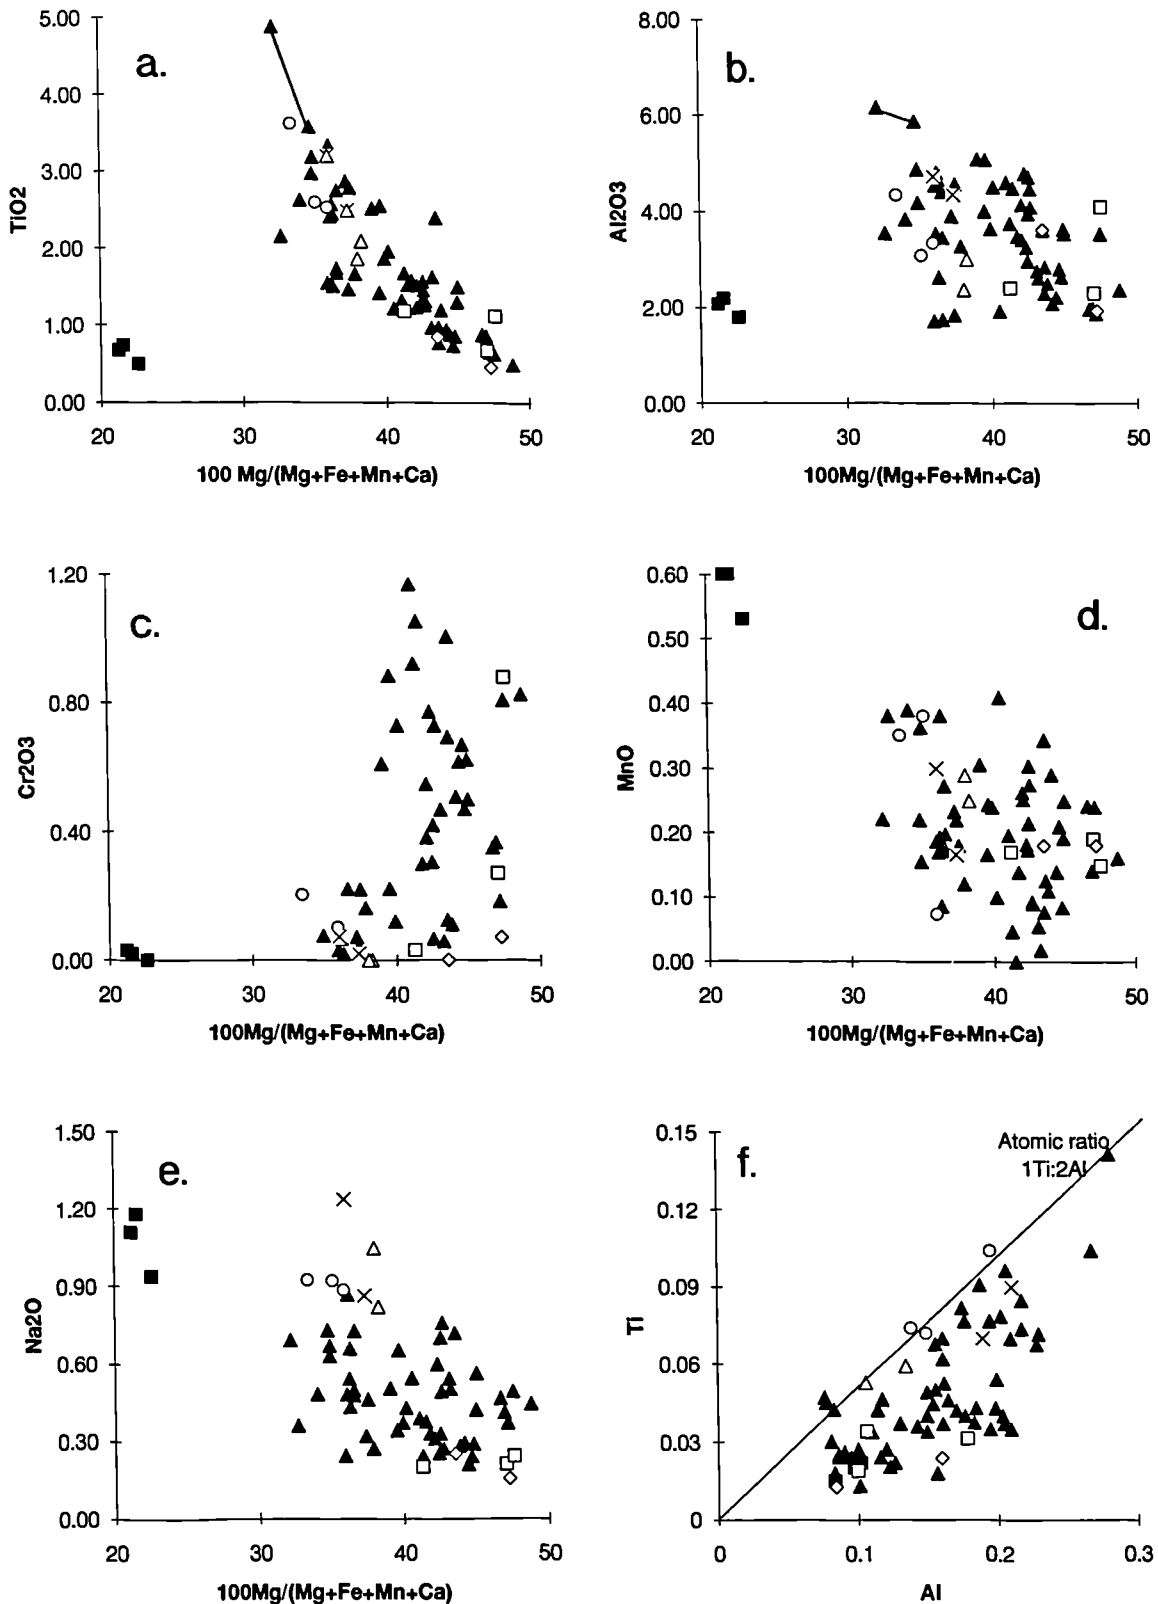 a.
5.00
4.00
3.00
2.00
1.00
0.00
TiO2
20 30 40 50
100 Mg/(Mg+Fe+Mn+Ca)
b.
8.00
6.00
4.00
2.00
0.00
Al2O3
20 30 40 50
100Mg/(Mg+Fe+Mn+Ca)
c.
1.20
0.80
0.40
0.00
Cr2O3
20 30 40 50
100Mg/(Mg+Fe+Mn+Ca)
d.
0.60
0.50
0.40
0.30
0.20
0.10
0.00
MnO
20 30 40 50
100Mg/(Mg+Fe+Mn+Ca)
e.
1.50
1.20
0.90
0.60
0.30
0.00
Na2O
20 30 40 50
100Mg/(Mg+Fe+Mn+Ca)
f.
Atomic ratio
1Ti:2Al
0.15
0.12
0.09
0.06
0.03
0
Ti
0 0.1 0.2 0.3
Al